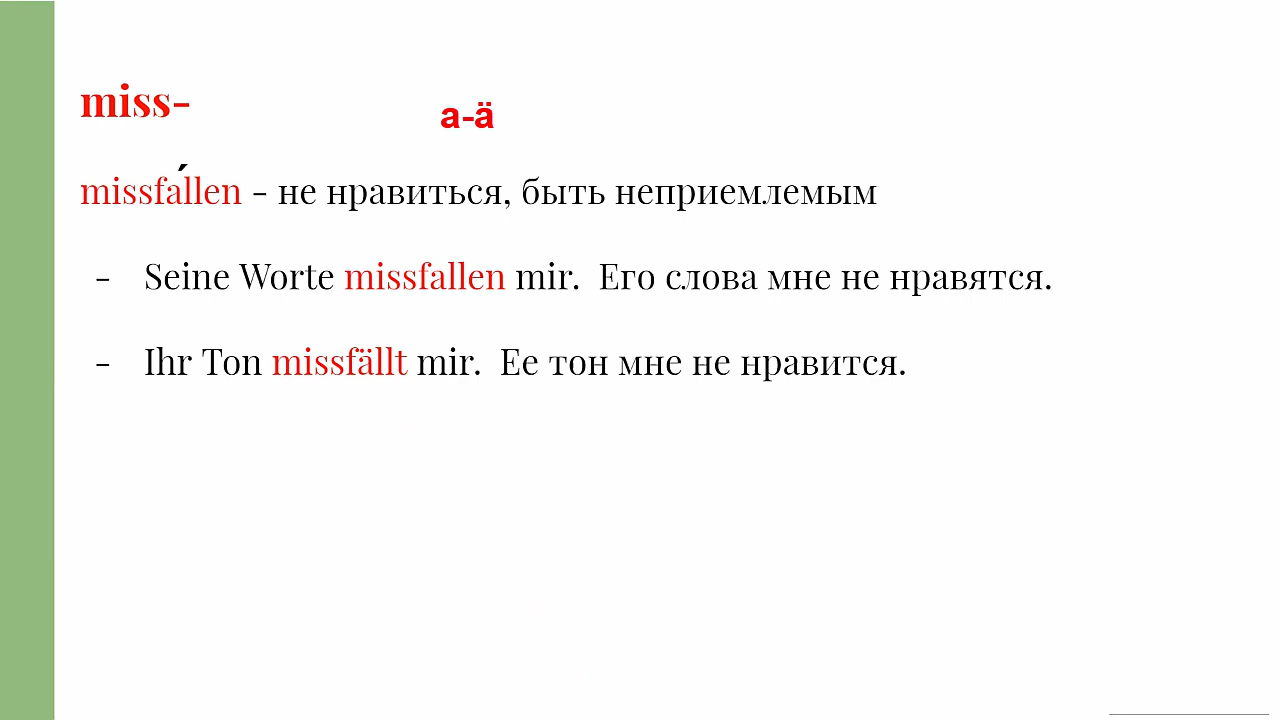 miss-
a-ä
missfállen - не нравиться, быть неприемлемым
- Seine Worte missfallen mir. Его слова мне не нравятся.
- Ihr Ton missfällt mir. Ее тон мне не нравится.